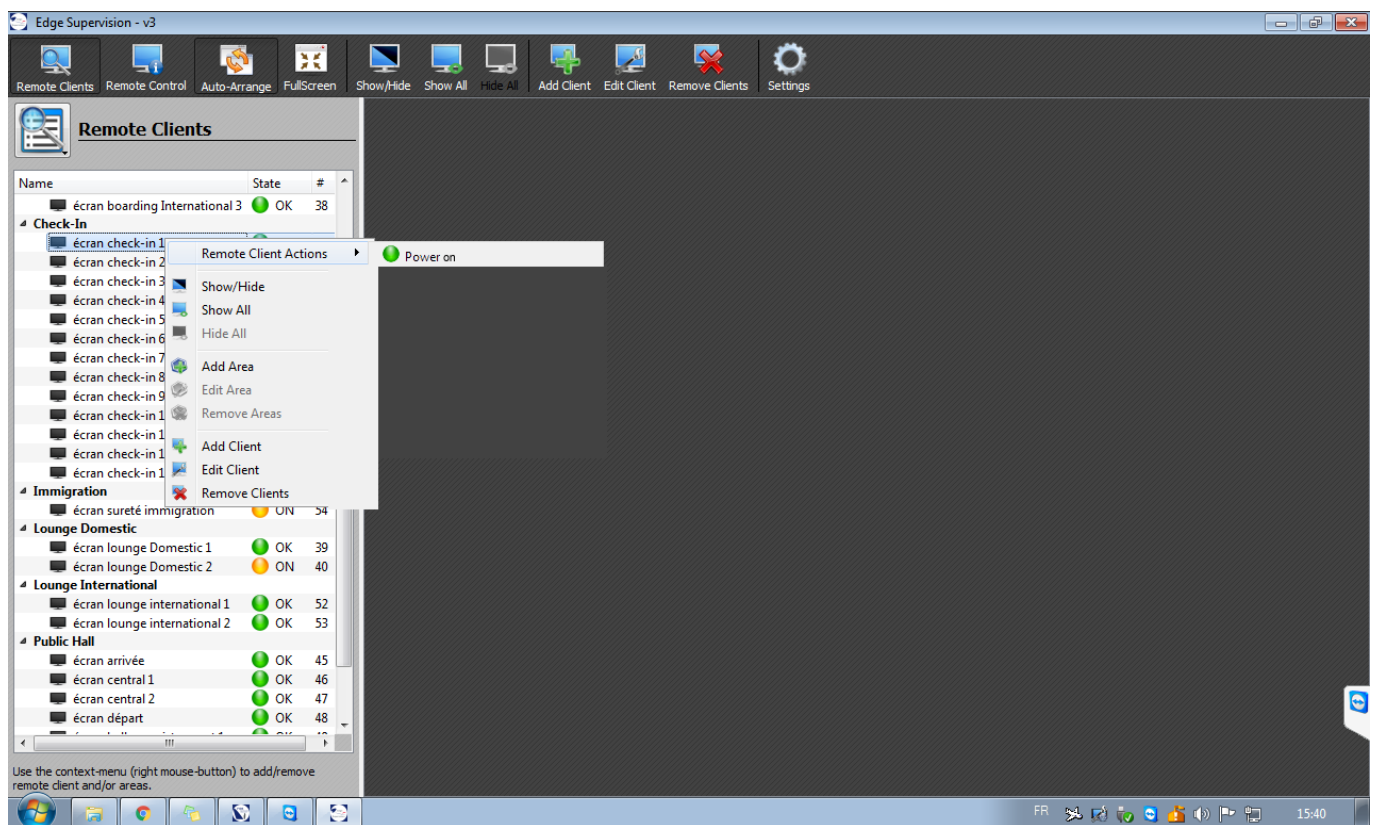 Edge Supervision - v3
Remote Clients Remote Control Auto-Arrange FullScreen Show/Hide Show All Hide All Add Client Edit Client Remove Clients Settings
Remote Clients
Name State #
écran boarding International 3 OK 38
Check-In
écran check-in 1
écran check-in 2
écran check-in 3
écran check-in 4
écran check-in 5
écran check-in 6
écran check-in 7
écran check-in 8
écran check-in 9
écran check-in 1
écran check-in 1
écran check-in 1
écran check-in 1
Immigration
écran sureté immigration ON 54
Lounge Domestic
écran lounge Domestic 1 OK 39
écran lounge Domestic 2 ON 40
Lounge International
écran lounge international 1 OK 52
écran lounge international 2 OK 53
Public Hall
écran arrivée OK 45
écran central 1 OK 46
écran central 2 OK 47
écran départ OK 48
Remote Client Actions
Power on
Show/Hide
Show All
Hide All
Add Area
Edit Area
Remove Areas
Add Client
Edit Client
Remove Clients
Use the context-menu (right mouse-button) to add/remove
remote client and/or areas.
FR 15:40